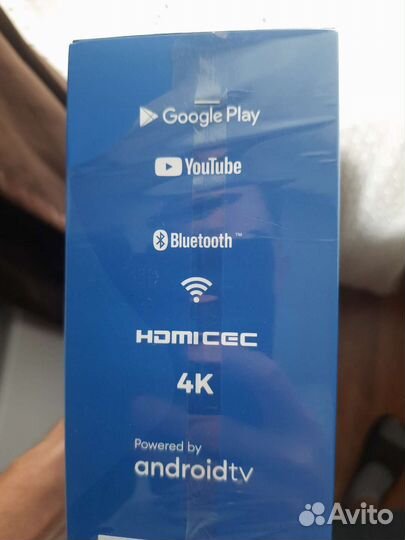 Google Play
YouTube
Bluetooth™
HDMI CEC
4K
Powered by
androidtv
Avito